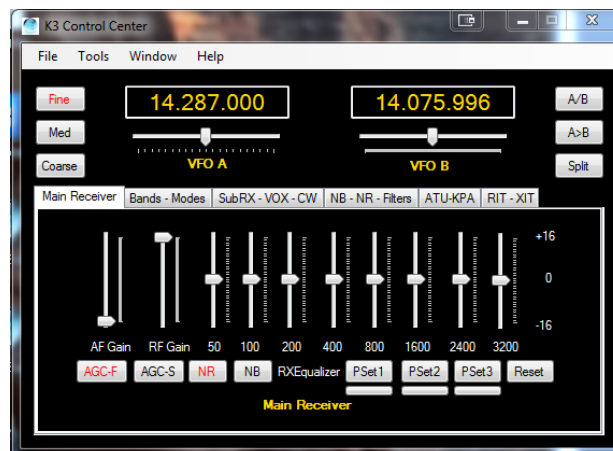 K3 Control Center
File Tools Window Help
Fine 14.287.000 14.075.996 A/B
Med A>B
Coarse VFO A VFO B Split
Main Receiver Bands - Modes SubRX - VOX - CW NB - NR - Filters ATU-KPA RIT - XIT
+16
0
-16
AF Gain RF Gain 50 100 200 400 800 1600 2400 3200
AGC-F AGC-S NR NB RXEqualizer PSet1 PSet2 PSet3 Reset
Main Receiver